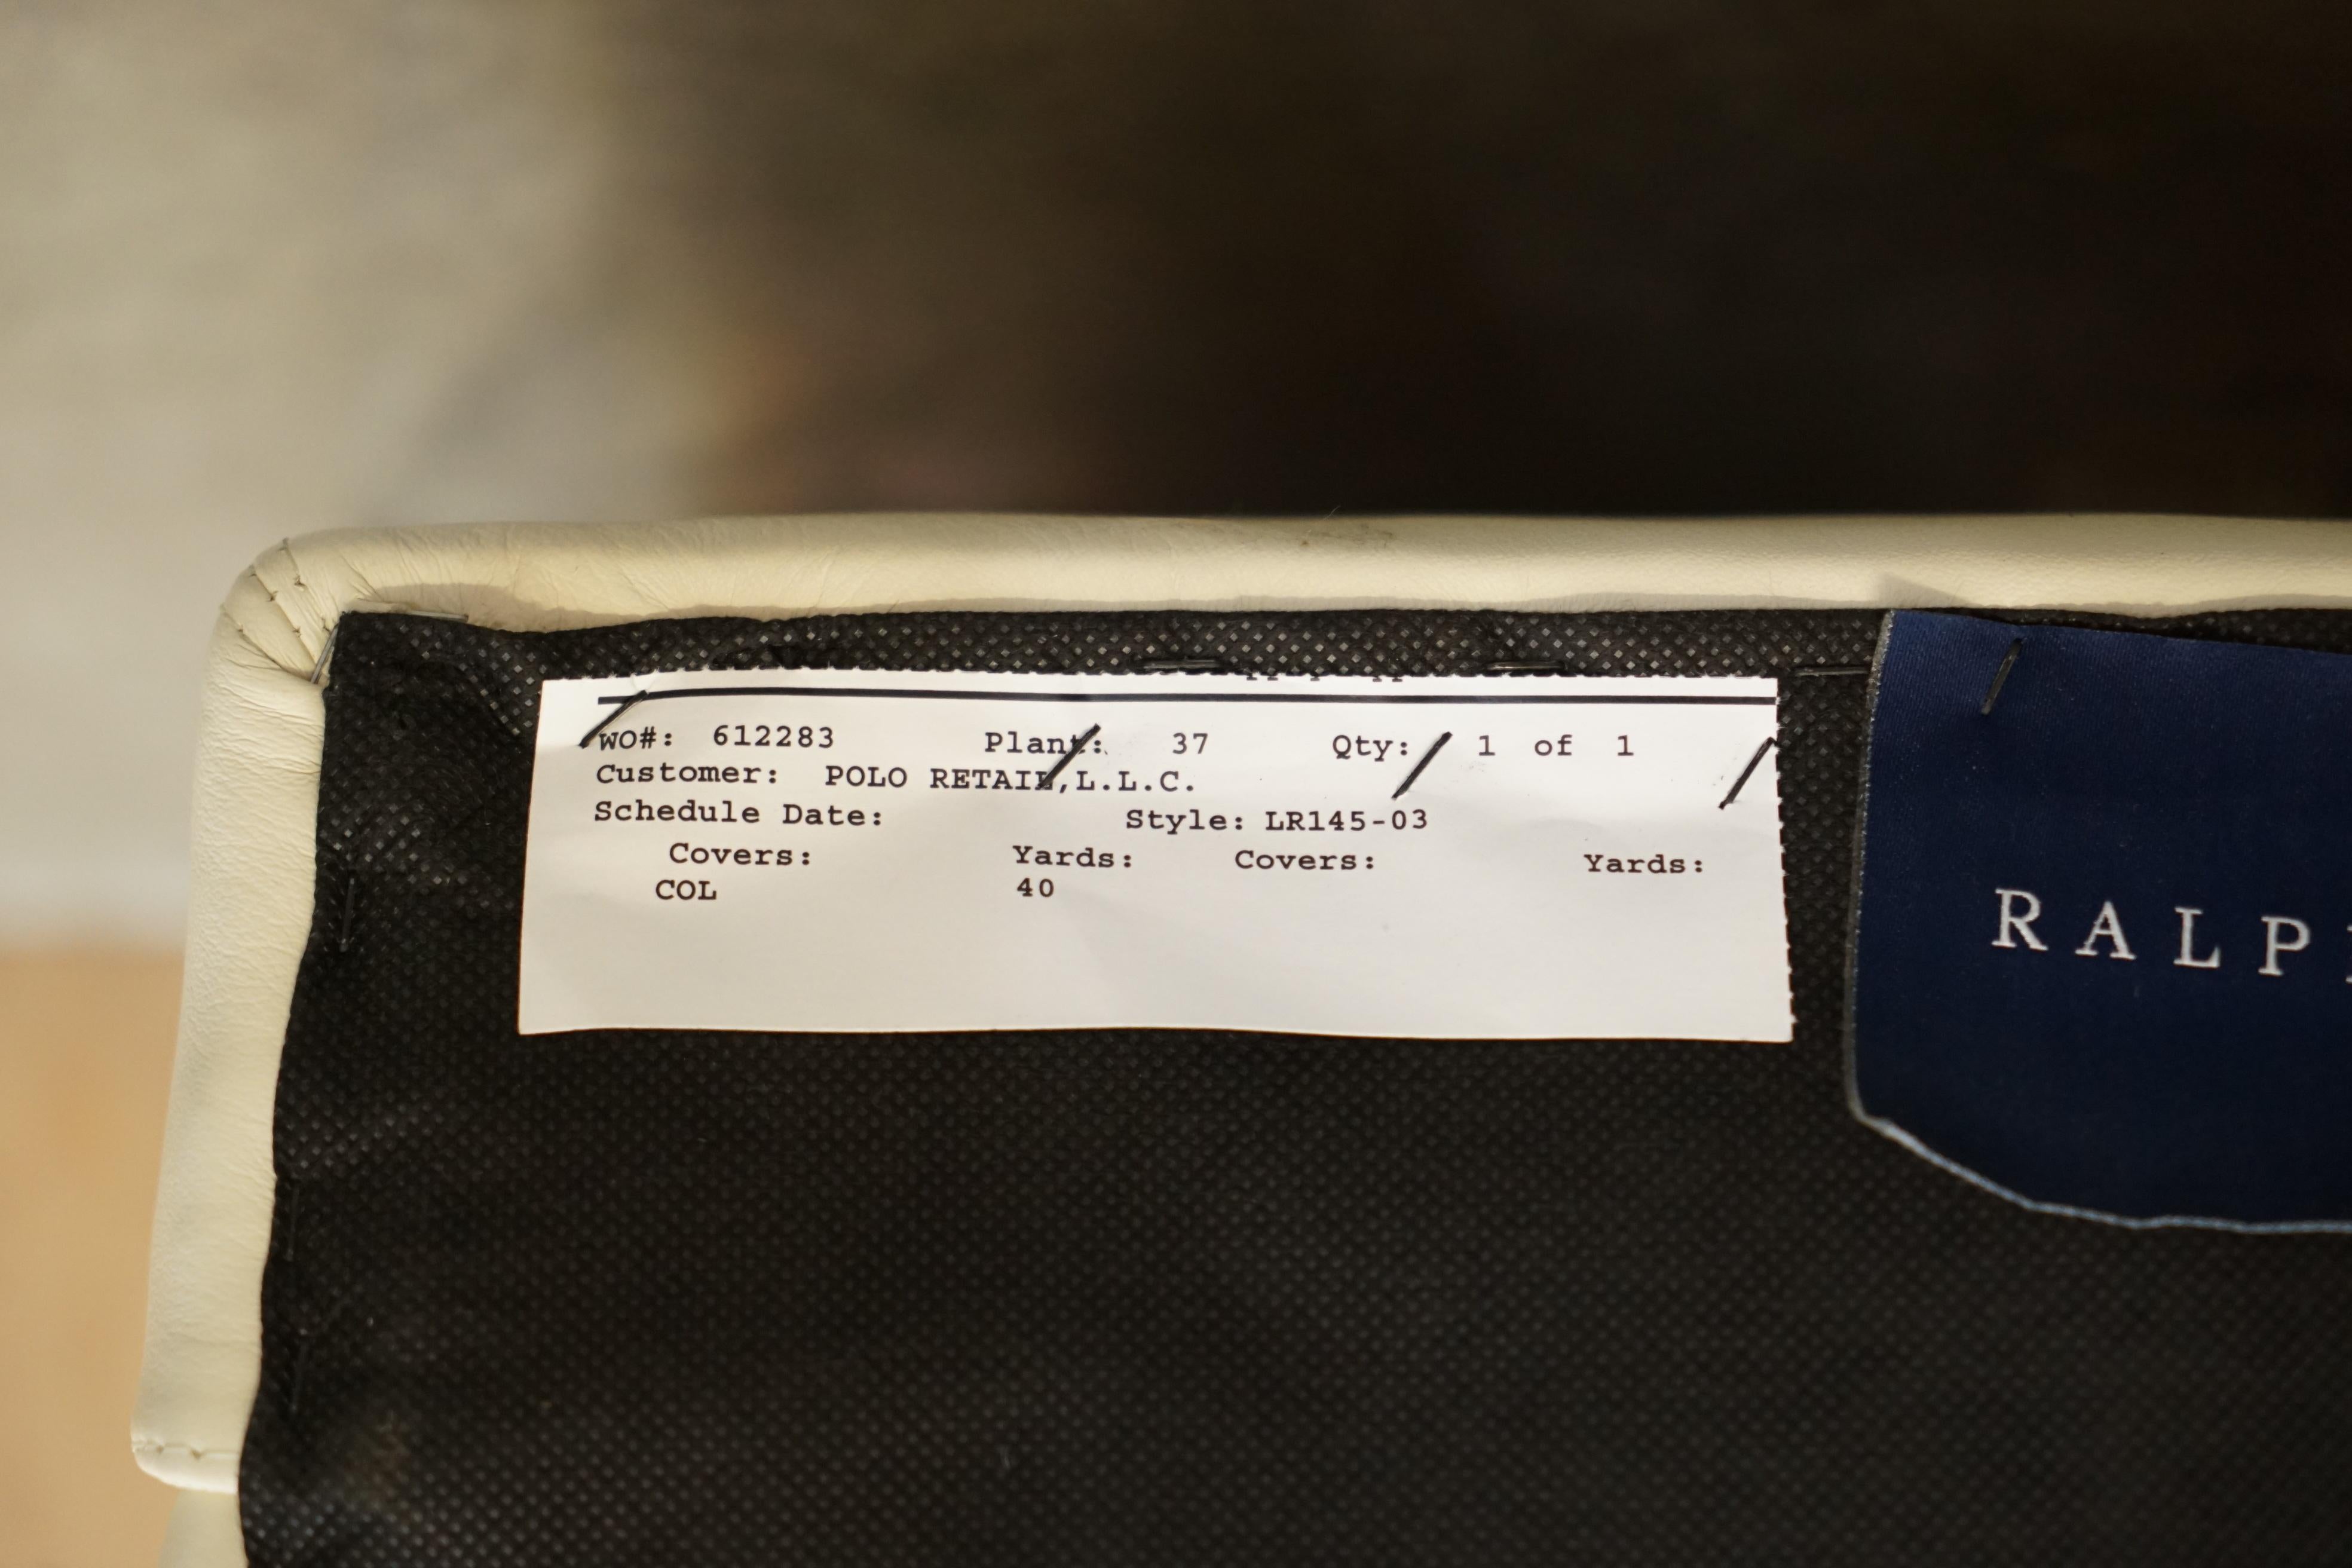 WO#: 612283 Plant: 37 Qty: 1 of 1
Customer: POLO RETAIL,L.L.C.
Schedule Date: Style: LR145-03
Covers: Yards: Covers: Yards:
COL 40
RALP